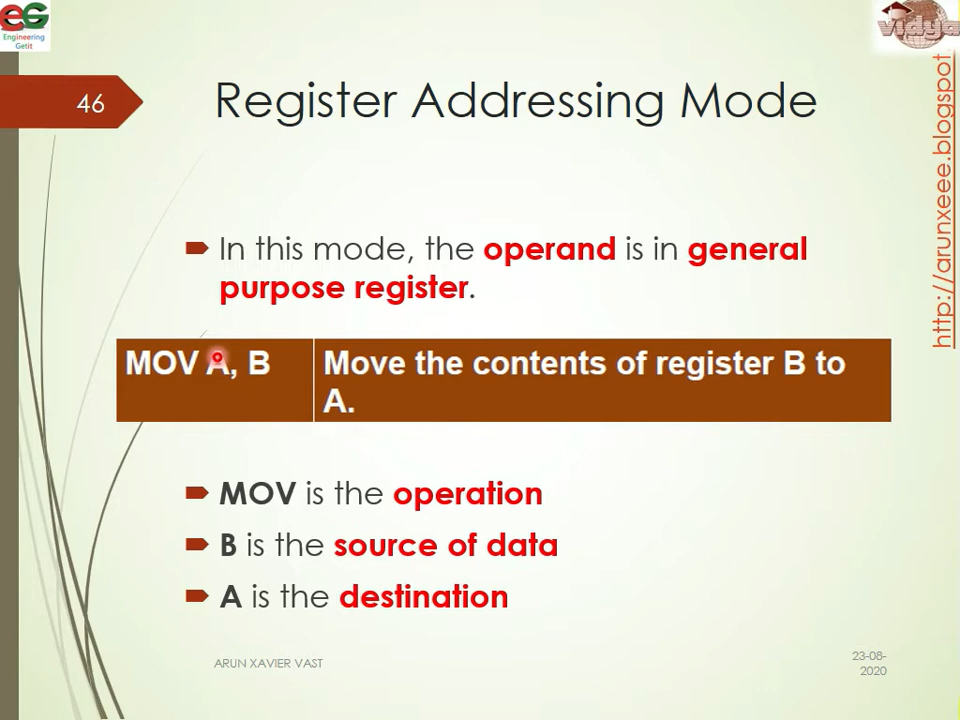 EG
Engineering
Getit
vidya
46
Register Addressing Mode
http://arunxeee.blogspot.
In this mode, the operand is in general
purpose register.
MOV A, B
Move the contents of register B to
A.
MOV is the operation
B is the source of data
A is the destination
ARUN XAVIER VAST
23-08-
2020